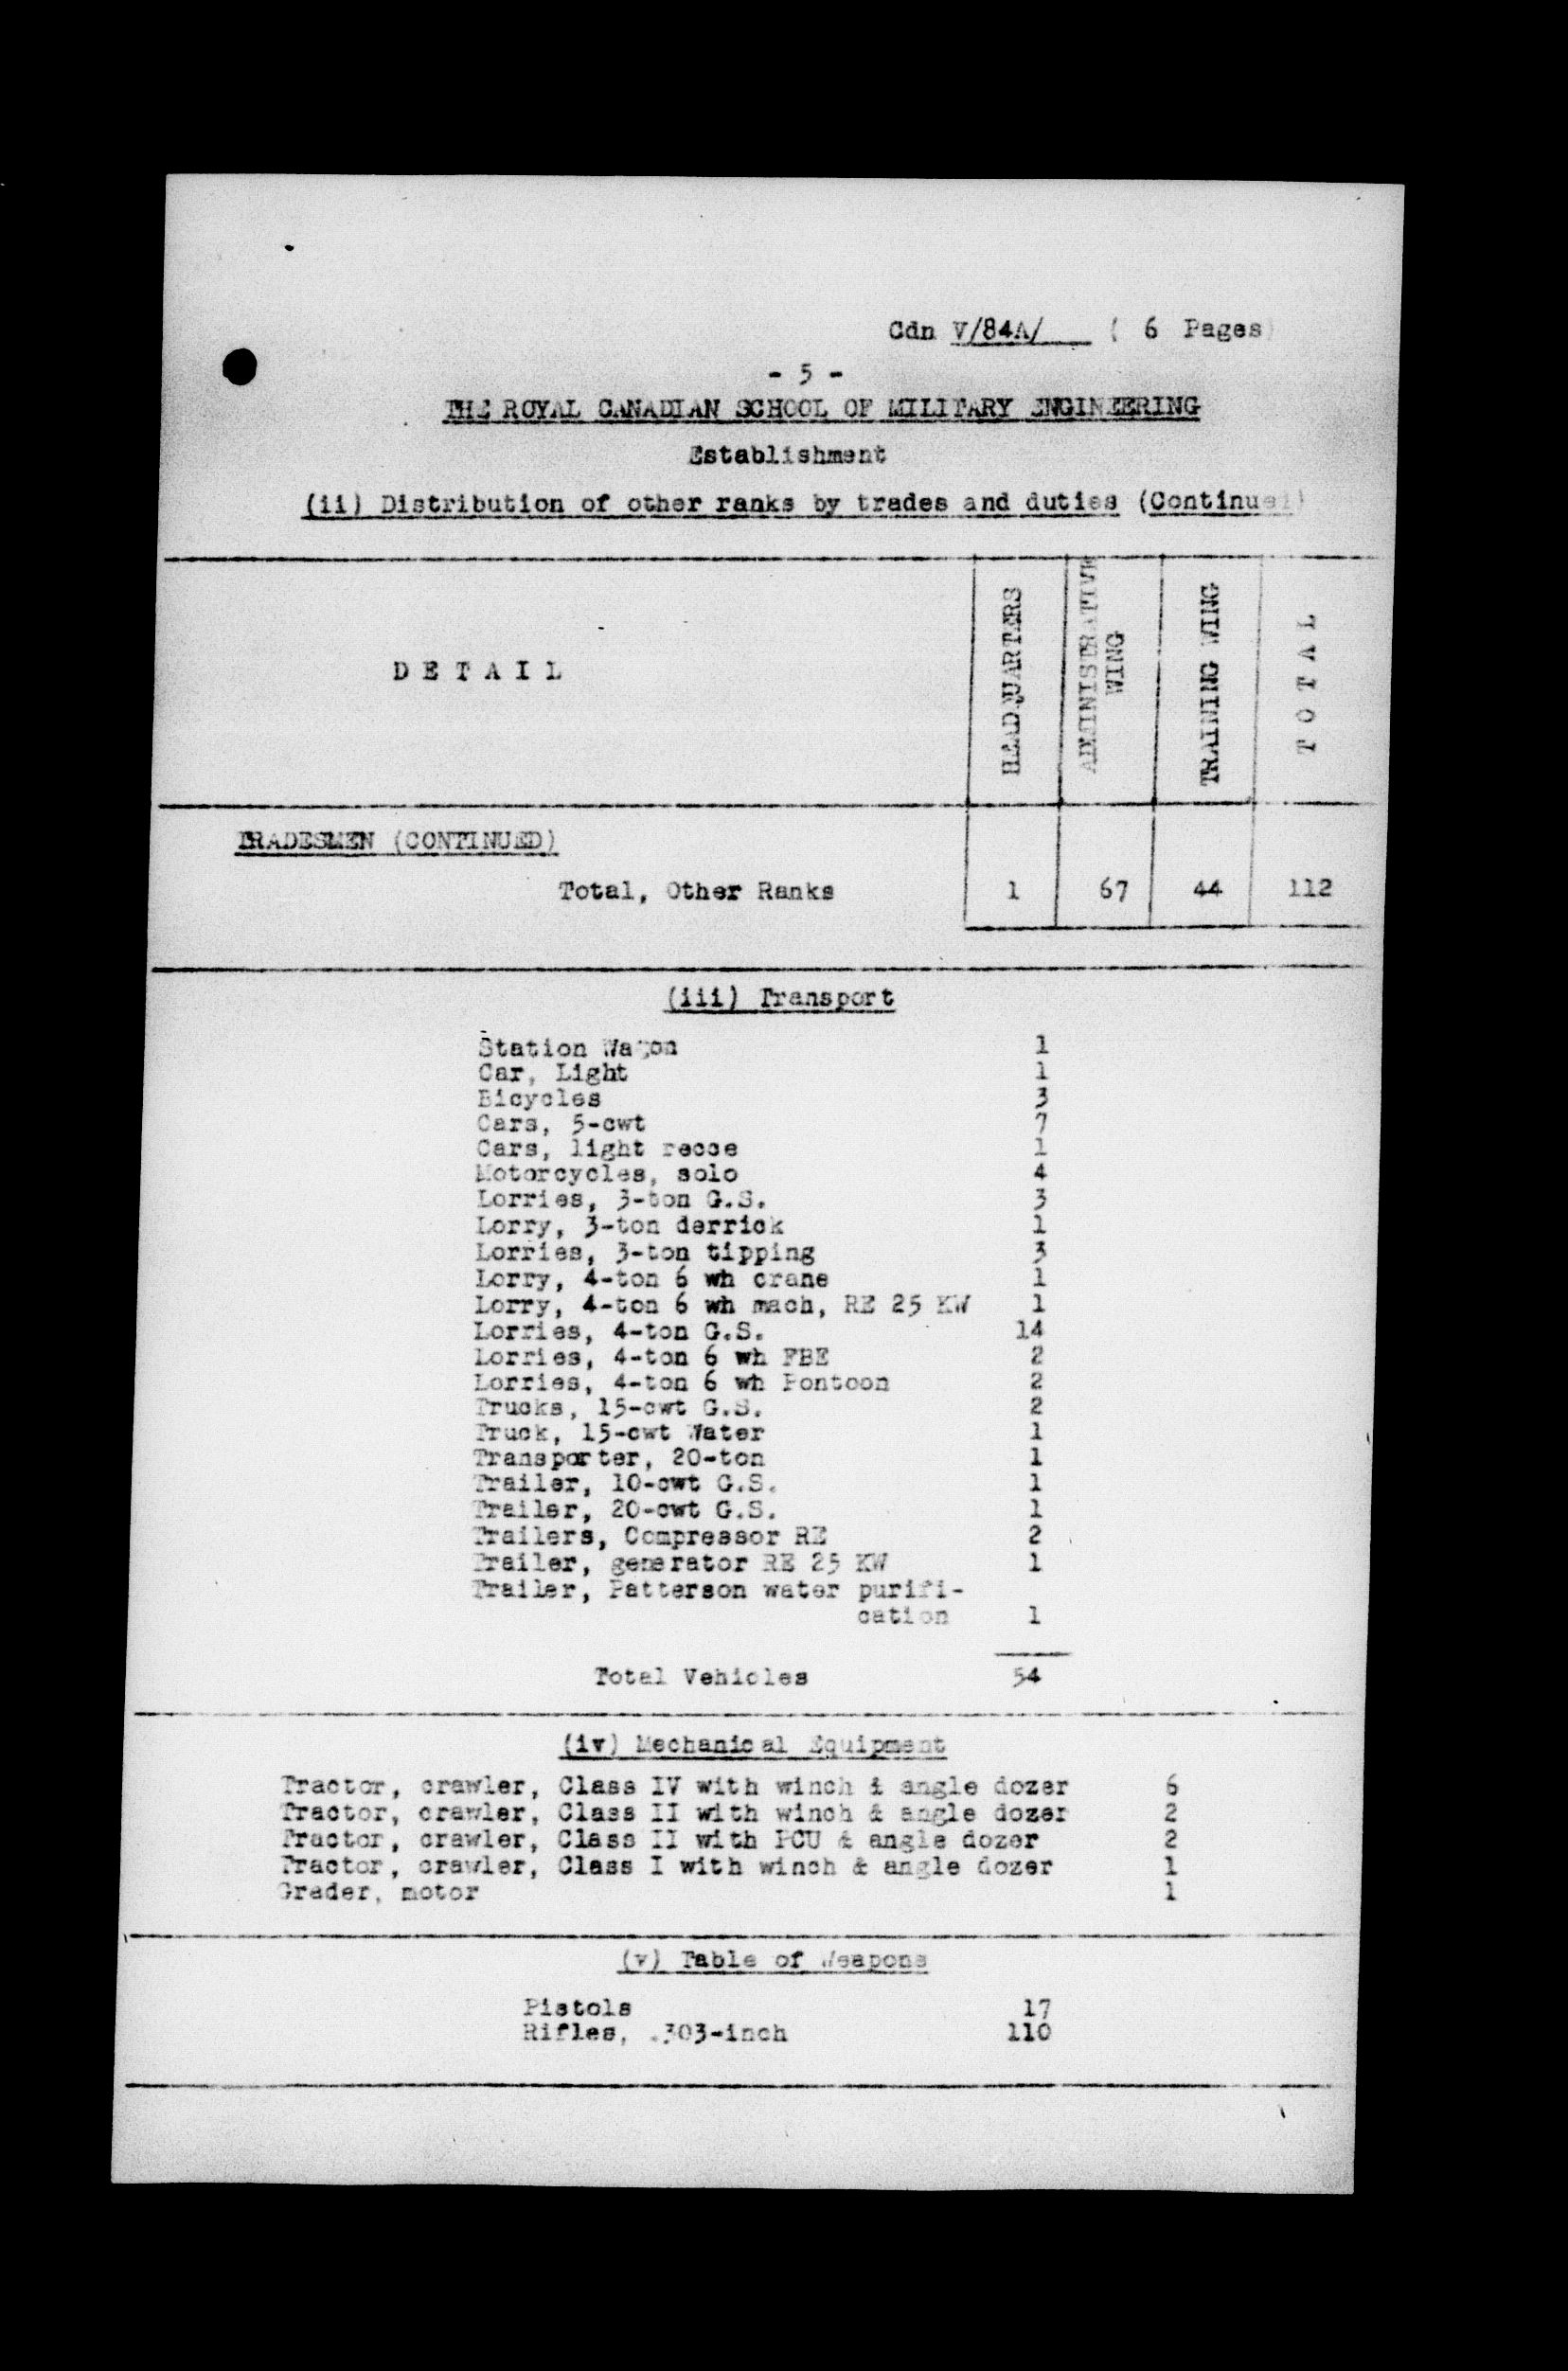 Cdn V/84A/___ ( 6 Pages)
- 5 -
THE ROYAL CANADIAN SCHOOL OF MILITARY ENGINEERING
Establishment
(ii) Distribution of other ranks by trades and duties (Continued)
DETAIL
HEADQUARTERS
ADMINISTRATIVE
WING
TRAINING WING
TOTAL
TRADESMEN (CONTINUED)
Total, Other Ranks 1 67 44 112
(iii) Transport
Station Wagon 1
Car, Light 1
Bicycles 3
Cars, 5-cwt 7
Cars, light recce 1
Motorcycles, solo 4
Lorries, 3-ton G.S. 3
Lorry, 3-ton derrick 1
Lorries, 3-ton tipping 3
Lorry, 4-ton 6 wh crane 1
Lorry, 4-ton 6 wh mach, RE 25 KW 1
Lorries, 4-ton G.S. 14
Lorries, 4-ton 6 wh FBE 2
Lorries, 4-ton 6 wh Pontoon 2
Trucks, 15-cwt G.S. 2
Truck, 15-cwt Water 1
Transporter, 20-ton 1
Trailer, 10-cwt G.S. 1
Trailer, 20-cwt G.S. 1
Trailers, Compressor RE 2
Trailer, generator RE 25 KW 1
Trailer, Patterson water purifi-
cation 1
Total Vehicles 54
(iv) Mechanical Equipment
Tractor, crawler, Class IV with winch & angle dozer 6
Tractor, crawler, Class II with winch & angle dozer 2
Tractor, crawler, Class II with PCU & angle dozer 2
Tractor, crawler, Class I with winch & angle dozer 1
Grader, motor 1
(v) Table of Weapons
Pistols 17
Rifles, .303-inch 110